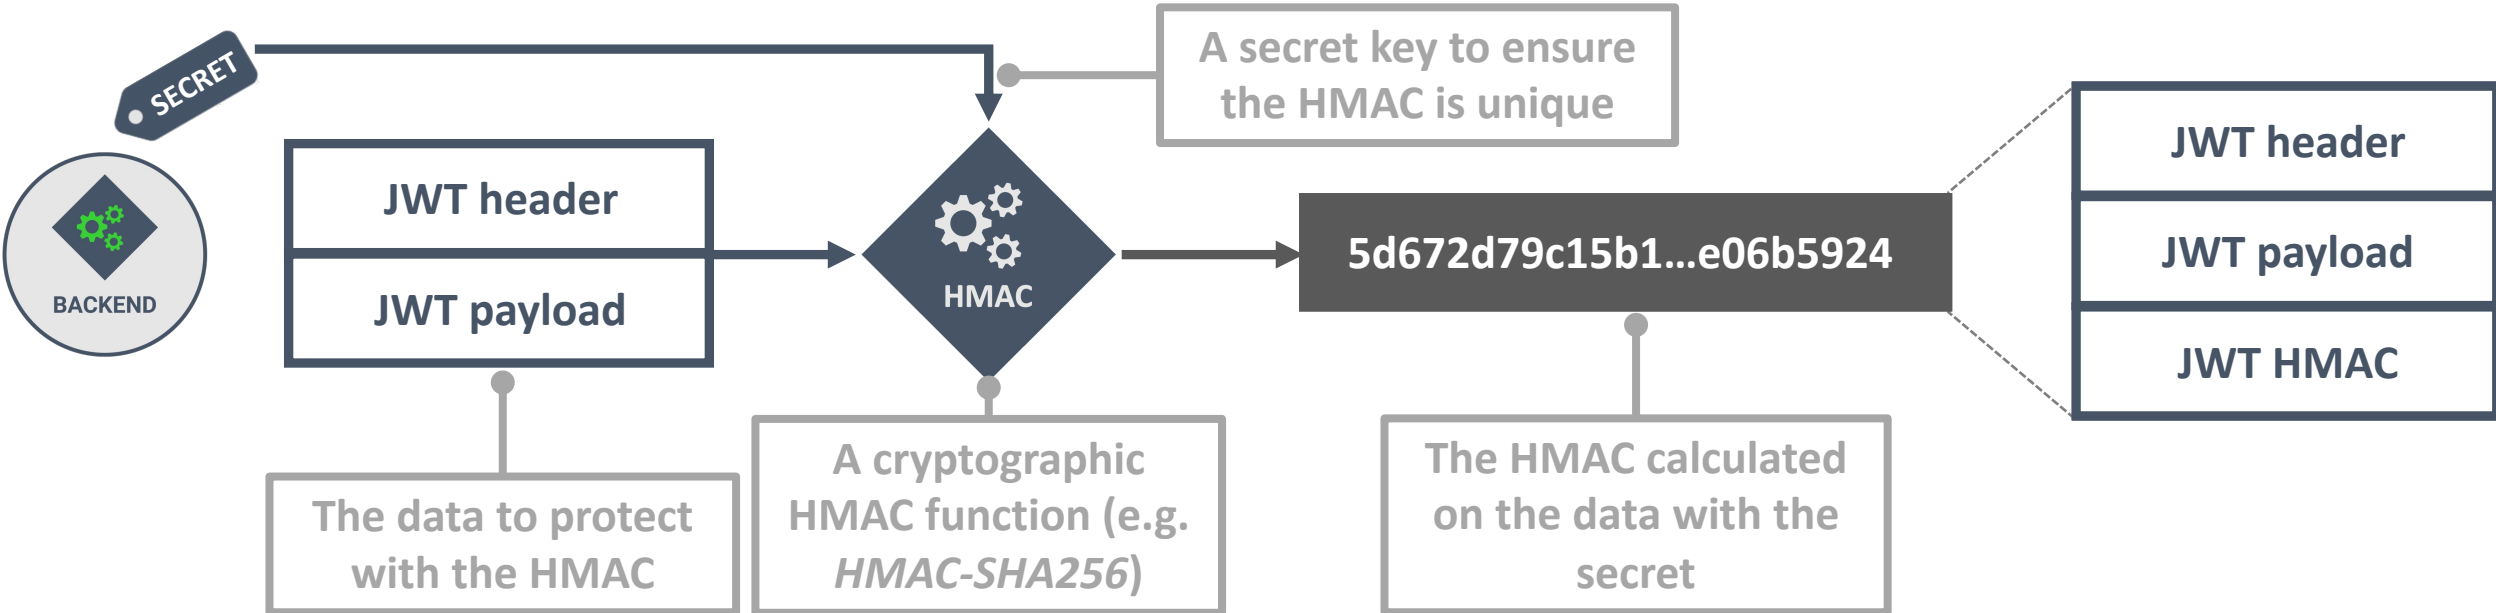 SECRET
A secret key to ensure
the HMAC is unique
JWT header
JWT payload
BACKEND
HMAC
5d672d79c15b1...e06b5924
JWT header
JWT payload
JWT HMAC
The data to protect
with the HMAC
A cryptographic
HMAC function (e.g.
HMAC-SHA256)
The HMAC calculated
on the data with the
secret